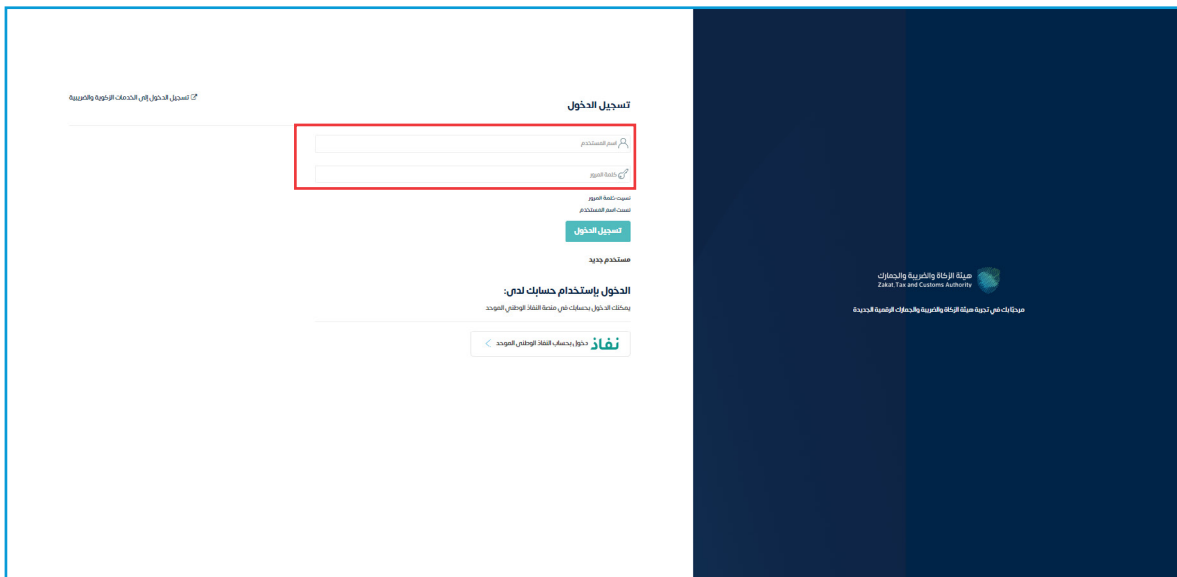 تسجيل الدخول إلى الخدمات الزكوية والضريبية
تسجيل الدخول
اسم المستخدم
كلمة المرور
نسيت كلمة المرور
نسيت اسم المستخدم
تسجيل الدخول
مستخدم جديد
الدخول بإستخدام حسابك لدى:
يمكنك الدخول بحسابك في منصة النفاذ الوطني الموحد
نفاذ دخول بحساب النفاذ الوطني الموحد
هيئة الزكاة والضريبة والجمارك
Zakat, Tax and Customs Authority
مرحبًا بك في تجربة هيئة الزكاة والضريبة والجمارك الرقمية الجديدة